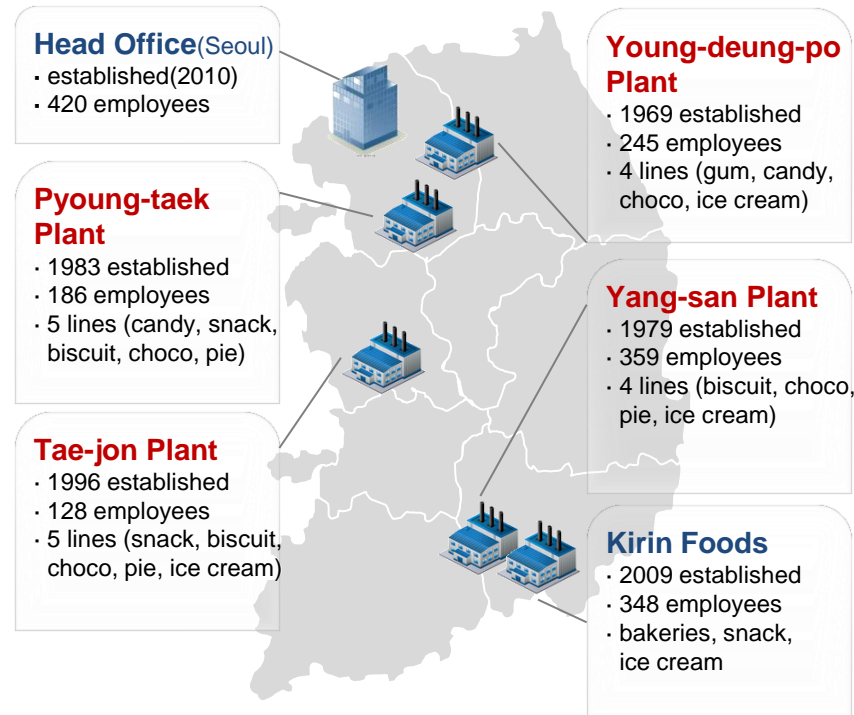 Head Office(Seoul)
· established(2010)
· 420 employees
Pyoung-taek
Plant
· 1983 established
· 186 employees
· 5 lines (candy, snack,
biscuit, choco, pie)
Tae-jon Plant
· 1996 established
· 128 employees
· 5 lines (snack, biscuit,
choco, pie, ice cream)
Young-deung-po
Plant
· 1969 established
· 245 employees
· 4 lines (gum, candy,
choco, ice cream)
Yang-san Plant
· 1979 established
· 359 employees
· 4 lines (biscuit, choco,
pie, ice cream)
Kirin Foods
· 2009 established
· 348 employees
· bakeries, snack,
ice cream